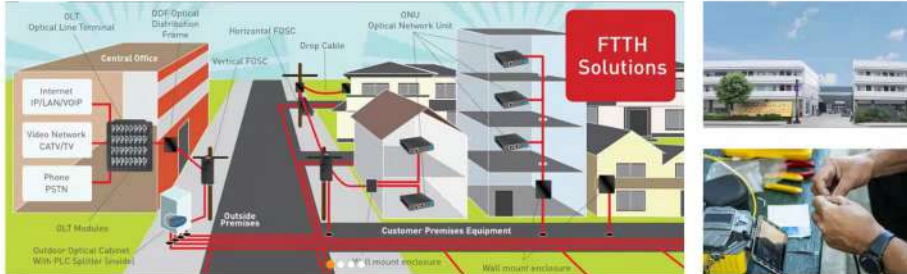 OLT
Optical Line Terminal
ODF Optical
Distribution
Frame
Horizontal FDSC
Vertical FOSC
Drop Cable
ONU
Optical Network Unit
FTTH
Solutions
Central Office
Internet
IP/LAN/VOIP
Video Network
CATV/TV
Phone
PSTN
OLT Modules
Outdoor Optical Cabinet
With PLC Splitter (inside)
Outside
Premises
Customer Premises Equipment
Wall mount enclosure
Wall mount enclosure